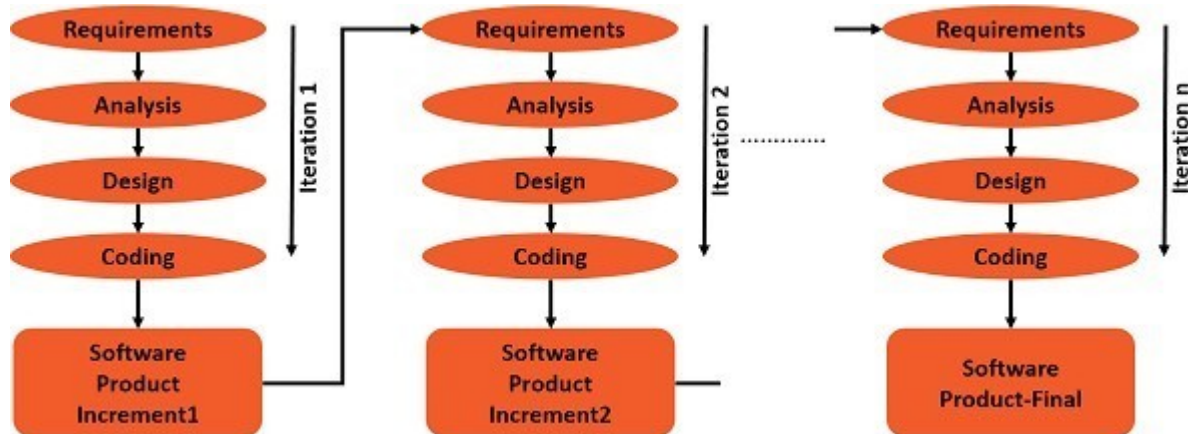 Requirements
Analysis
Design
Coding
Software
Product
Increment1
Iteration 1
Requirements
Analysis
Design
Coding
Software
Product
Increment2
Iteration 2
Requirements
Analysis
Design
Coding
Software
Product-Final
Iteration n